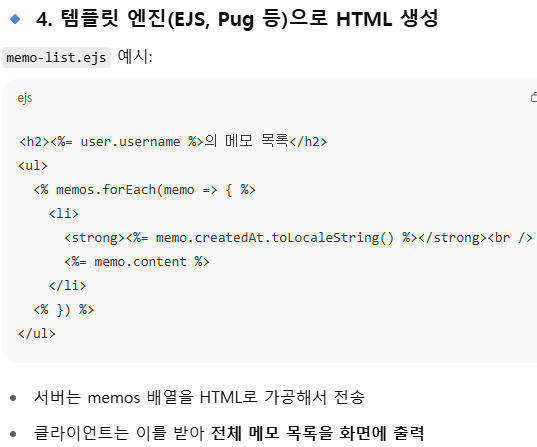 4. 템플릿 엔진(EJS, Pug 등)으로 HTML 생성
memo-list.ejs 예시:
ejs
<h2><%= user.username %>의 메모 목록</h2>
<ul>
  <% memos.forEach(memo => { %>
    <li>
      <strong><%= memo.createdAt.toLocaleString() %></strong><br />
      <%= memo.content %>
    </li>
  <% }) %>
</ul>
서버는 memos 배열을 HTML로 가공해서 전송
클라이언트는 이를 받아 전체 메모 목록을 화면에 출력